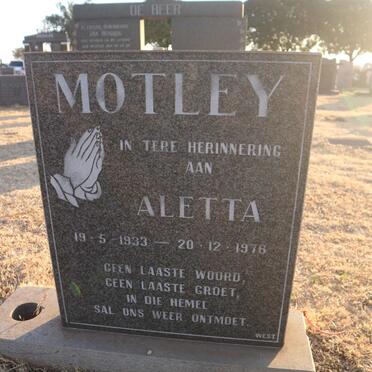 DE BEER
MOTLEY
IN TERE HERINNERING
AAN
ALETTA
19-5-1933 — 20-12-1976
GEEN LAASTE WOORD,
GEEN LAASTE GROET,
IN DIE HEMEL
SAL ONS WEER ONTMOET.
WEST